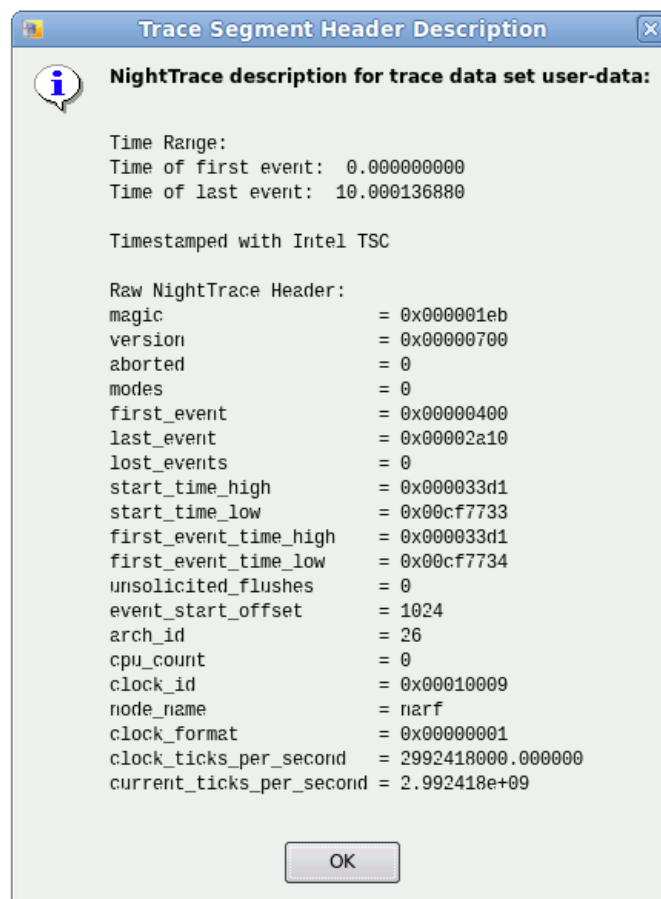 Trace Segment Header Description
NightTrace description for trace data set user-data:
Time Range:
Time of first event:  0.000000000
Time of last event:  10.000136880
Timestamped with Intel TSC
Raw NightTrace Header:
magic                 = 0x000001eb
version               = 0x00000700
aborted               = 0
modes                 = 0
first_event           = 0x00000400
last_event            = 0x00002a10
lost_events           = 0
start_time_high       = 0x000033d1
start_time_low        = 0x00cf7733
first_event_time_high = 0x000033d1
first_event_time_low  = 0x00cf7734
unsolicited_flushes   = 0
event_start_offset    = 1024
arch_id               = 26
cpu_count             = 0
clock_id              = 0x00010009
node_name             = narf
clock_format          = 0x00000001
clock_ticks_per_second   = 2992418000.000000
current_ticks_per_second = 2.992418e+09
OK